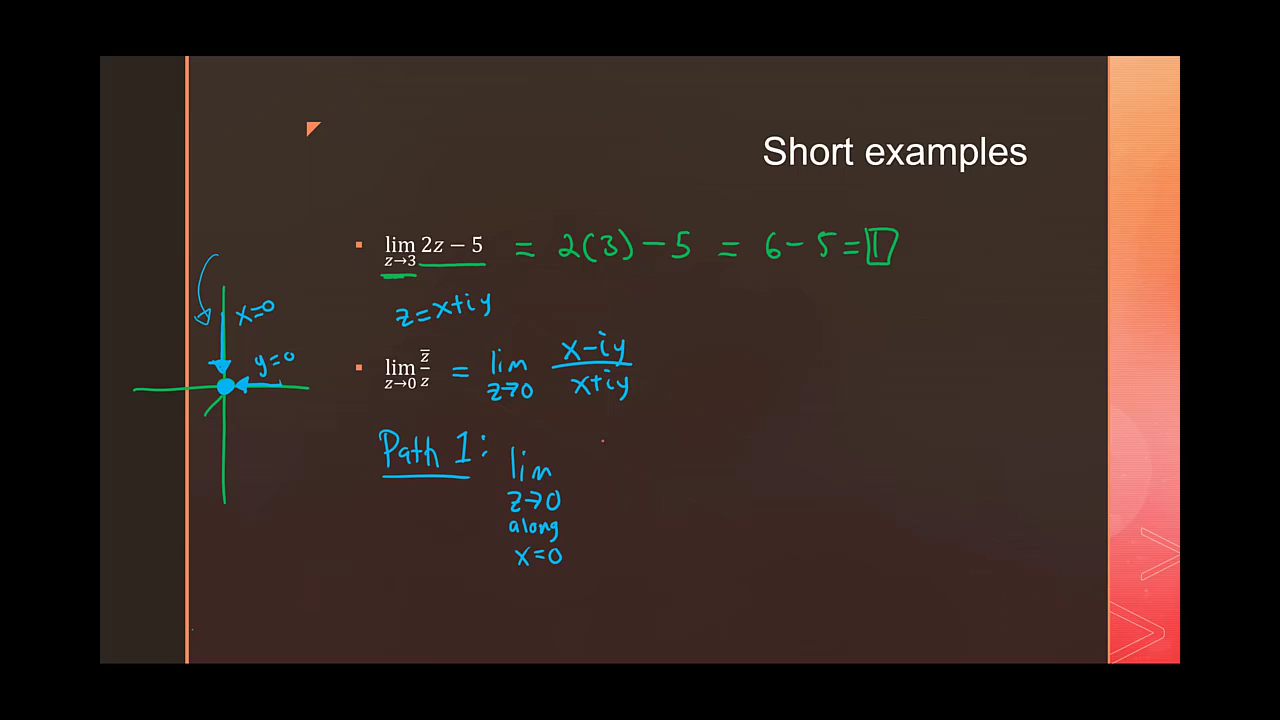 Short examples
lim z→3 2z − 5 = 2(3) − 5 = 6 − 5 = 1
z = x+iy
x=0
y=0
lim z→0 z̅/z = lim z→0 (x−iy)/(x+iy)
Path 1: lim z→0 along x=0